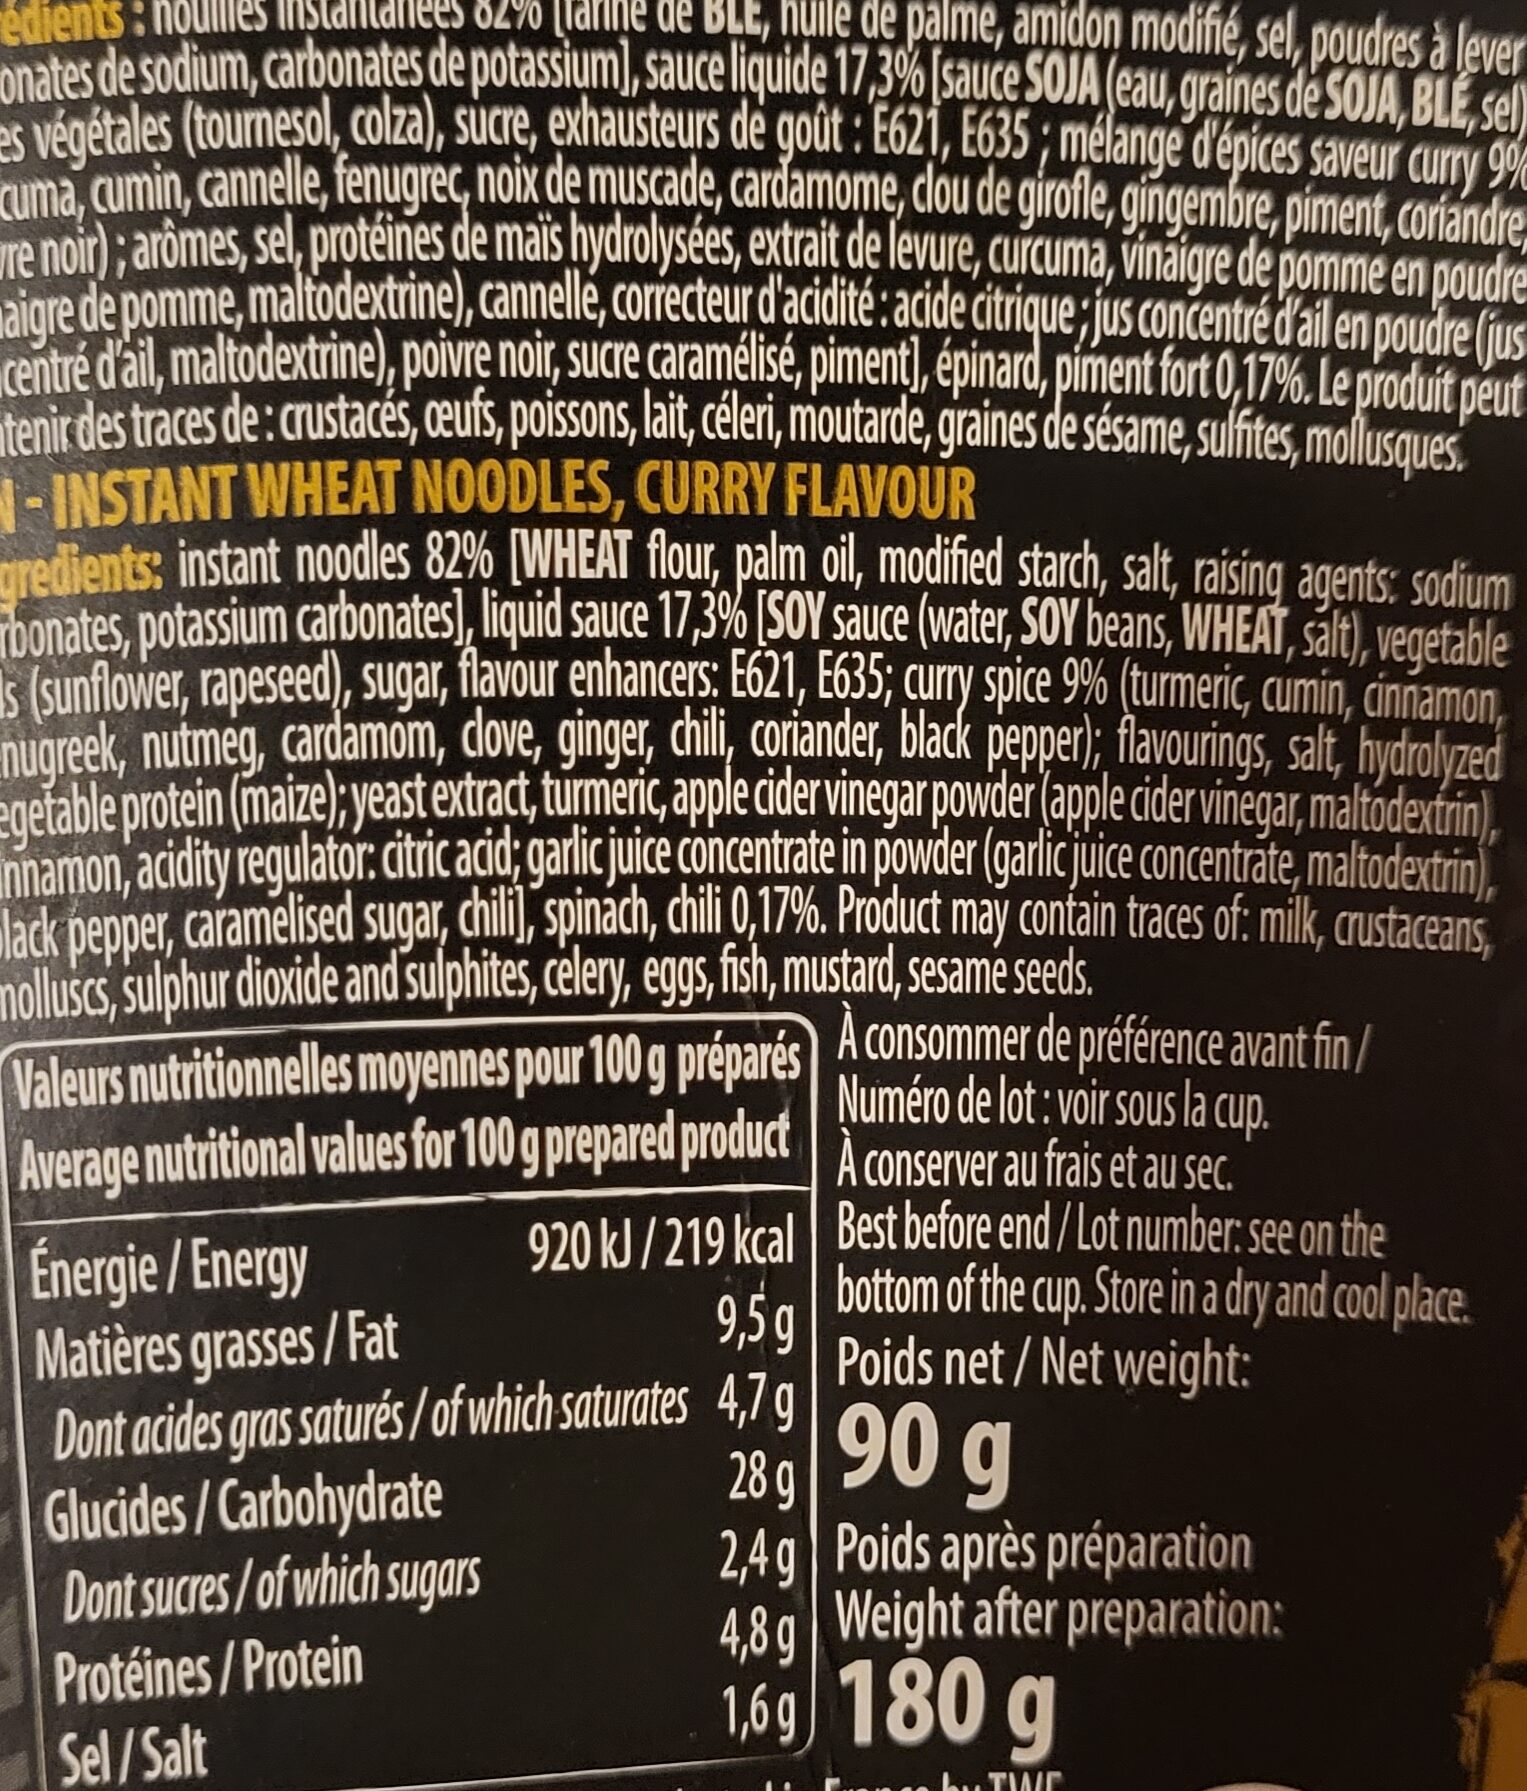 édients : nouilles instantanées 82% [farine de BLÉ, huile de palme, amidon modifié, sel, poudres à lever
onates de sodium, carbonates de potassium], sauce liquide 17,3% [sauce SOJA (eau, graines de SOJA, BLÉ, sel)
es végétales (tournesol, colza), sucre, exhausteurs de goût : E621, E635 ; mélange d'épices saveur curry 9%
cuma, cumin, cannelle, fenugrec, noix de muscade, cardamome, clou de girofle, gingembre, piment, coriandre,
vre noir) ; arômes, sel, protéines de maïs hydrolysées, extrait de levure, curcuma, vinaigre de pomme en poudre
naigre de pomme, maltodextrine), cannelle, correcteur d'acidité : acide citrique ; jus concentré d'ail en poudre (jus
centré d'ail, maltodextrine), poivre noir, sucre caramélisé, piment], épinard, piment fort 0,17%. Le produit peut
ntenir des traces de : crustacés, œufs, poissons, lait, céleri, moutarde, graines de sésame, sulfites, mollusques.
N - INSTANT WHEAT NOODLES, CURRY FLAVOUR
gredients: instant noodles 82% [WHEAT flour, palm oil, modified starch, salt, raising agents: sodium
rbonates, potassium carbonates], liquid sauce 17,3% [SOY sauce (water, SOY beans, WHEAT, salt), vegetable
ls (sunflower, rapeseed), sugar, flavour enhancers: E621, E635; curry spice 9% (turmeric, cumin, cinnamon,
nugreek, nutmeg, cardamom, clove, ginger, chili, coriander, black pepper); flavourings, salt, hydrolyzed
egetable protein (maize); yeast extract, turmeric, apple cider vinegar powder (apple cider vinegar, maltodextrin),
innamon, acidity regulator: citric acid; garlic juice concentrate in powder (garlic juice concentrate, maltodextrin),
black pepper, caramelised sugar, chili], spinach, chili 0,17%. Product may contain traces of: milk, crustaceans,
molluscs, sulphur dioxide and sulphites, celery, eggs, fish, mustard, sesame seeds.
Valeurs nutritionnelles moyennes pour 100 g préparés
Average nutritional values for 100 g prepared product
Énergie / Energy 920 kJ / 219 kcal
Matières grasses / Fat 9,5 g
Dont acides gras saturés / of which saturates 4,7 g
Glucides / Carbohydrate 28 g
Dont sucres / of which sugars 2,4 g
Protéines / Protein 4,8 g
Sel / Salt 1,6 g
À consommer de préférence avant fin /
Numéro de lot : voir sous la cup.
À conserver au frais et au sec.
Best before end / Lot number: see on the
bottom of the cup. Store in a dry and cool place.
Poids net / Net weight:
90 g
Poids après préparation
Weight after preparation:
180 g